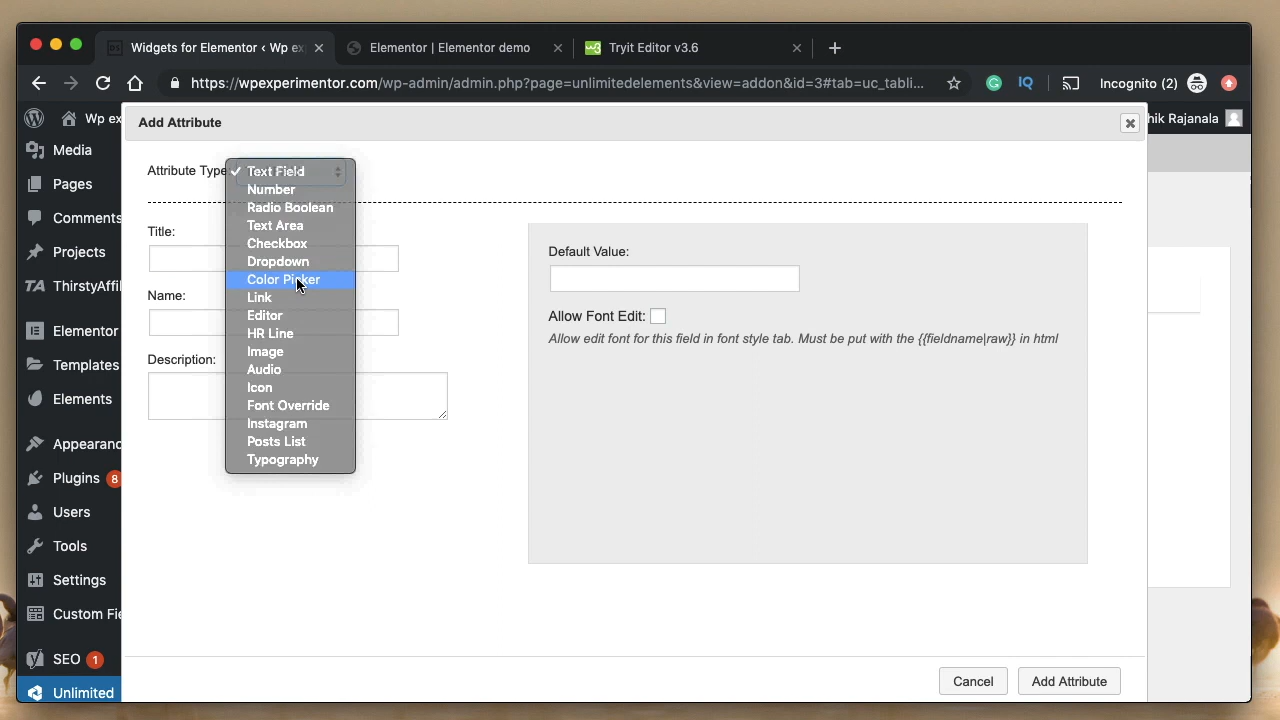 Widgets for Elementor ‹ Wp ex
Elementor | Elementor demo
Tryit Editor v3.6
https://wpexperimentor.com/wp-admin/admin.php?page=unlimitedelements&view=addon&id=3#tab=uc_tabli...
Incognito (2)
Wp ex
hik Rajanala
Add Attribute
Media
Pages
Comments
Projects
ThirstyAffil
Elementor
Templates
Elements
Appearanc
Plugins 8
Users
Tools
Settings
Custom Fie
SEO 1
Unlimited
Attribute Type
Text Field
Number
Radio Boolean
Text Area
Checkbox
Dropdown
Color Picker
Link
Editor
HR Line
Image
Audio
Icon
Font Override
Instagram
Posts List
Typography
Title:
Name:
Description:
Default Value:
Allow Font Edit:
Allow edit font for this field in font style tab. Must be put with the {{fieldname|raw}} in html
Cancel
Add Attribute